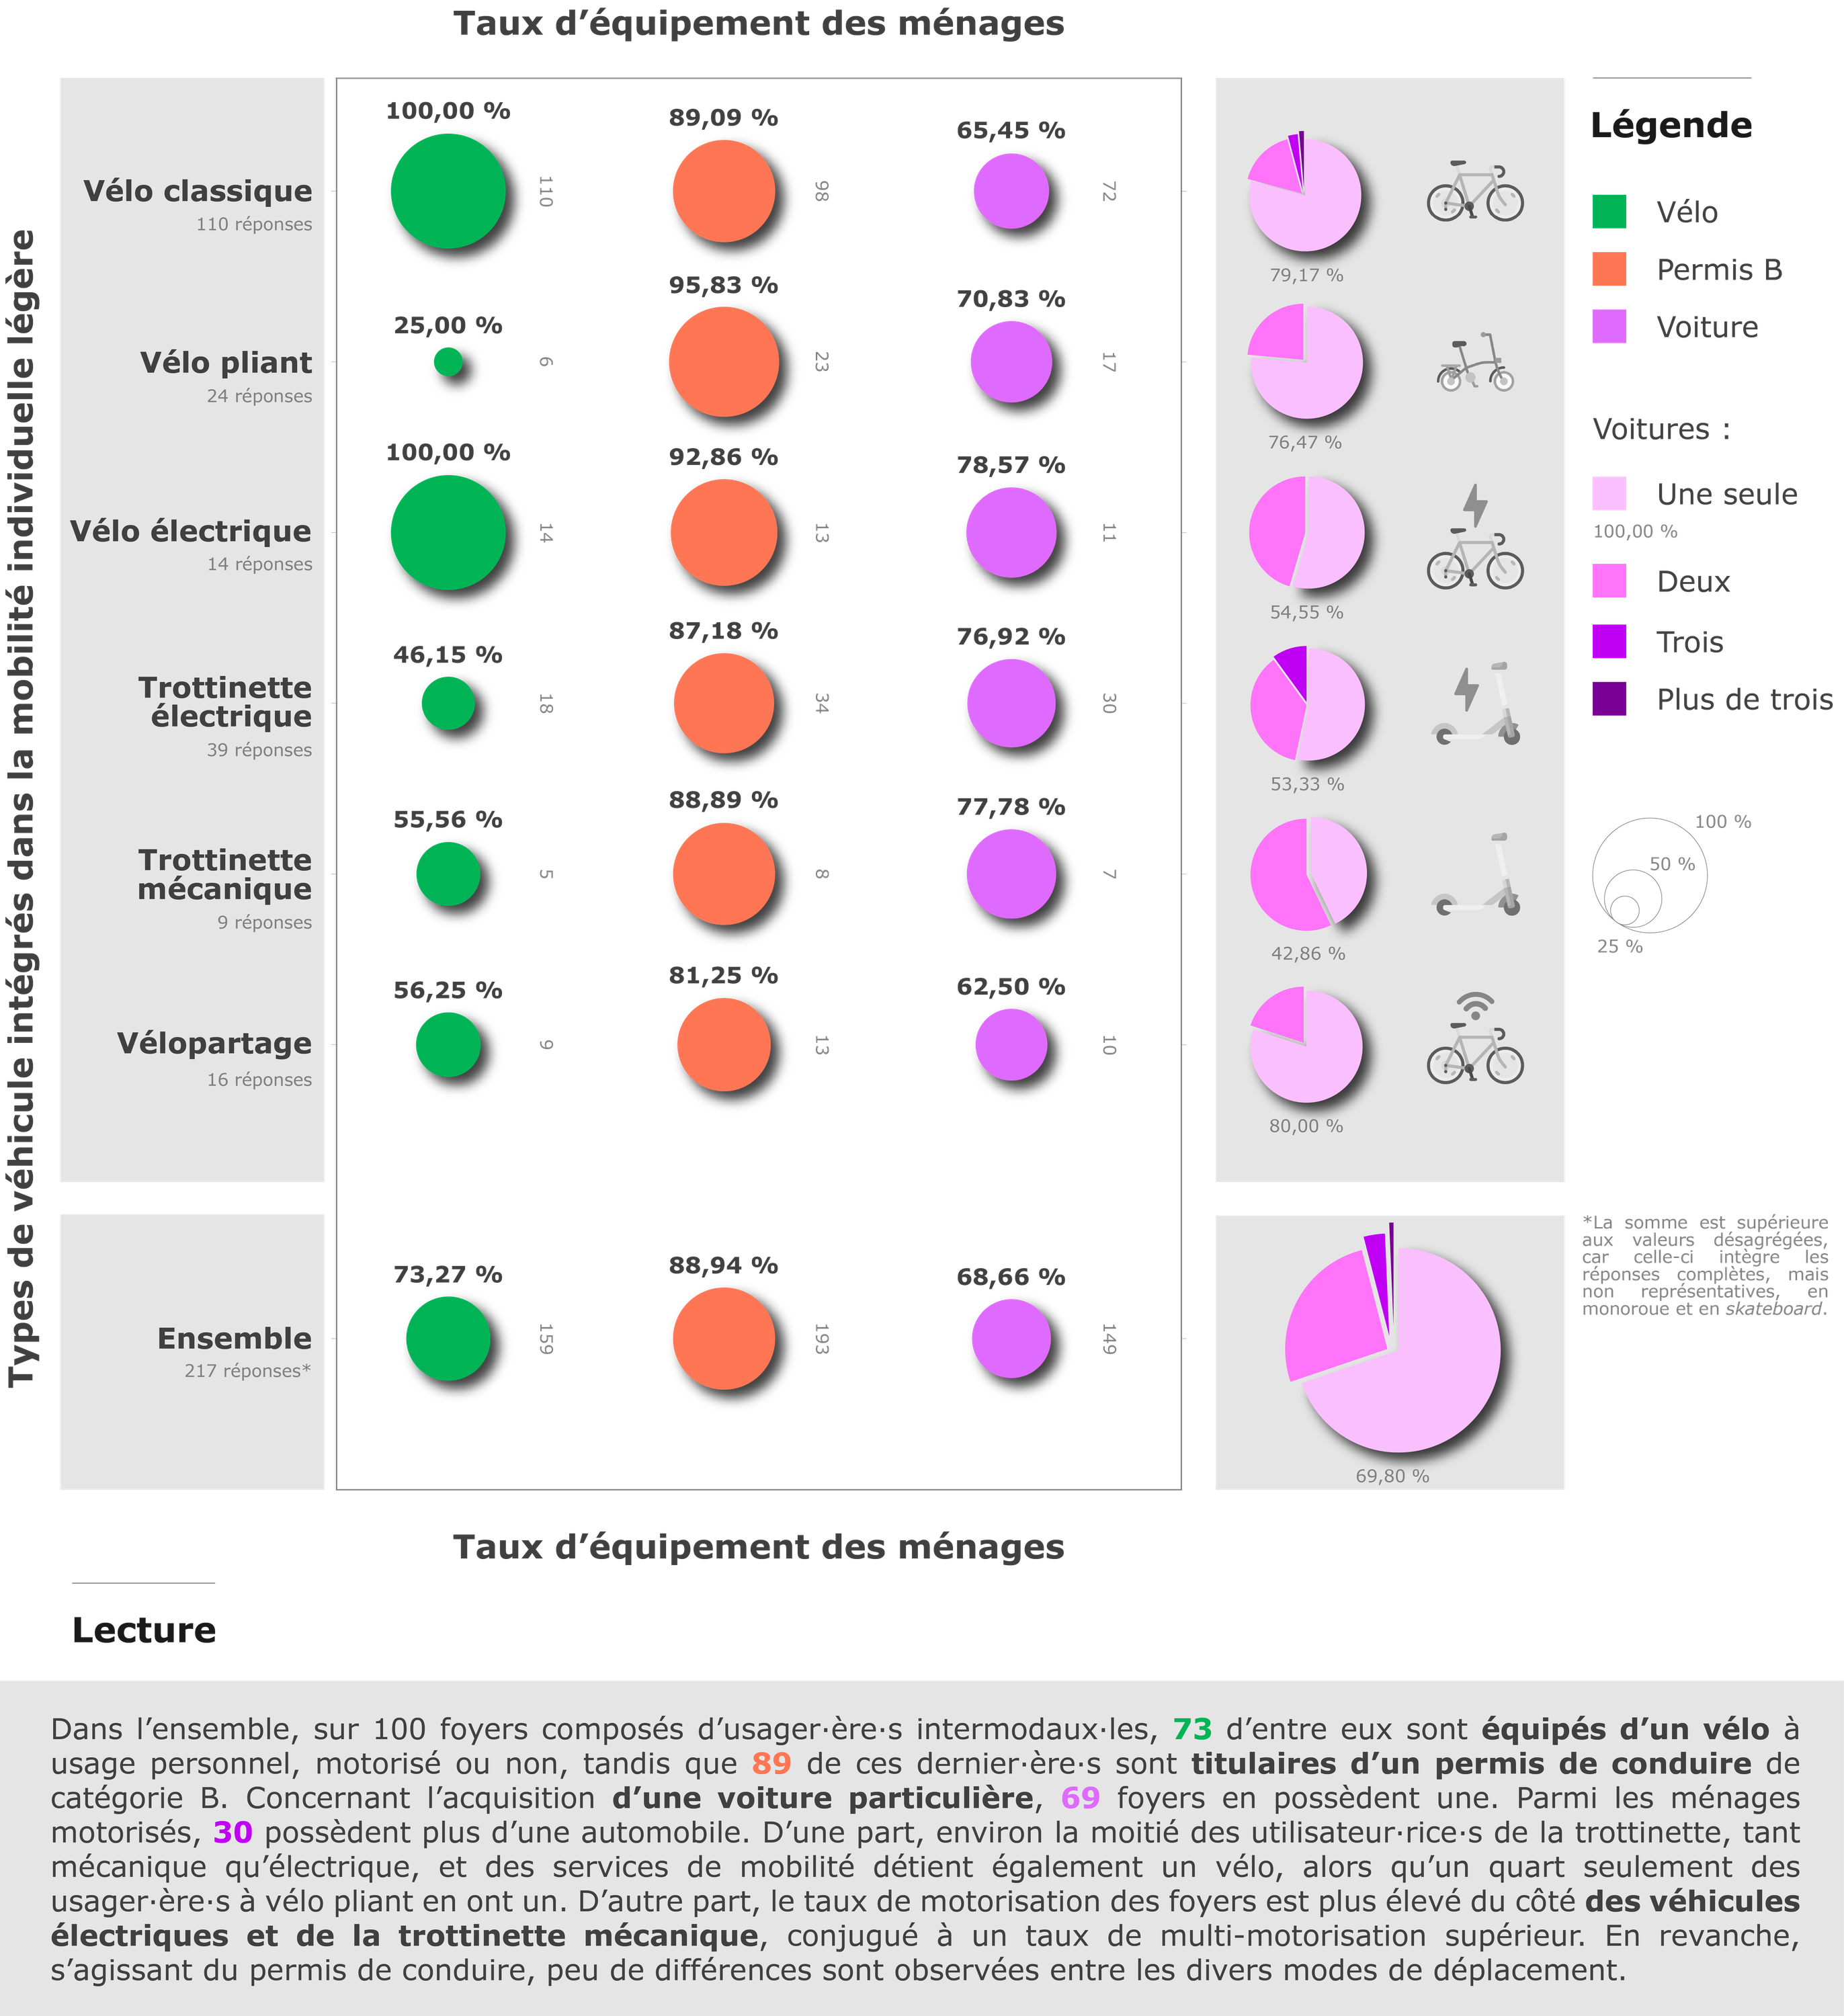 Taux d’équipement des ménages
Types de véhicule intégrés dans la mobilité individuelle légère
Vélo classique
110 réponses
100,00 %
110
89,09 %
98
65,45 %
72
79,17 %
Vélo pliant
24 réponses
25,00 %
6
95,83 %
23
70,83 %
17
76,47 %
Vélo électrique
14 réponses
100,00 %
14
92,86 %
13
78,57 %
11
54,55 %
Trottinette
électrique
39 réponses
46,15 %
18
87,18 %
34
76,92 %
30
53,33 %
Trottinette
mécanique
9 réponses
55,56 %
5
88,89 %
8
77,78 %
7
42,86 %
Vélopartage
16 réponses
56,25 %
9
81,25 %
13
62,50 %
10
80,00 %
Ensemble
217 réponses*
73,27 %
159
88,94 %
193
68,66 %
149
69,80 %
Légende
Vélo
Permis B
Voiture
Voitures :
Une seule
100,00 %
Deux
Trois
Plus de trois
100 %
50 %
25 %
*La somme est supérieure
aux valeurs désagrégées,
car celle-ci intègre les
réponses complètes, mais
non représentatives, en
monoroue et en skateboard.
Taux d’équipement des ménages
Lecture
Dans l’ensemble, sur 100 foyers composés d’usager·ère·s intermodaux·les, 73 d’entre eux sont équipés d’un vélo à
usage personnel, motorisé ou non, tandis que 89 de ces dernier·ère·s sont titulaires d’un permis de conduire de
catégorie B. Concernant l’acquisition d’une voiture particulière, 69 foyers en possèdent une. Parmi les ménages
motorisés, 30 possèdent plus d’une automobile. D’une part, environ la moitié des utilisateur·rice·s de la trottinette, tant
mécanique qu’électrique, et des services de mobilité détient également un vélo, alors qu’un quart seulement des
usager·ère·s à vélo pliant en ont un. D’autre part, le taux de motorisation des foyers est plus élevé du côté des véhicules
électriques et de la trottinette mécanique, conjugué à un taux de multi-motorisation supérieur. En revanche,
s’agissant du permis de conduire, peu de différences sont observées entre les divers modes de déplacement.